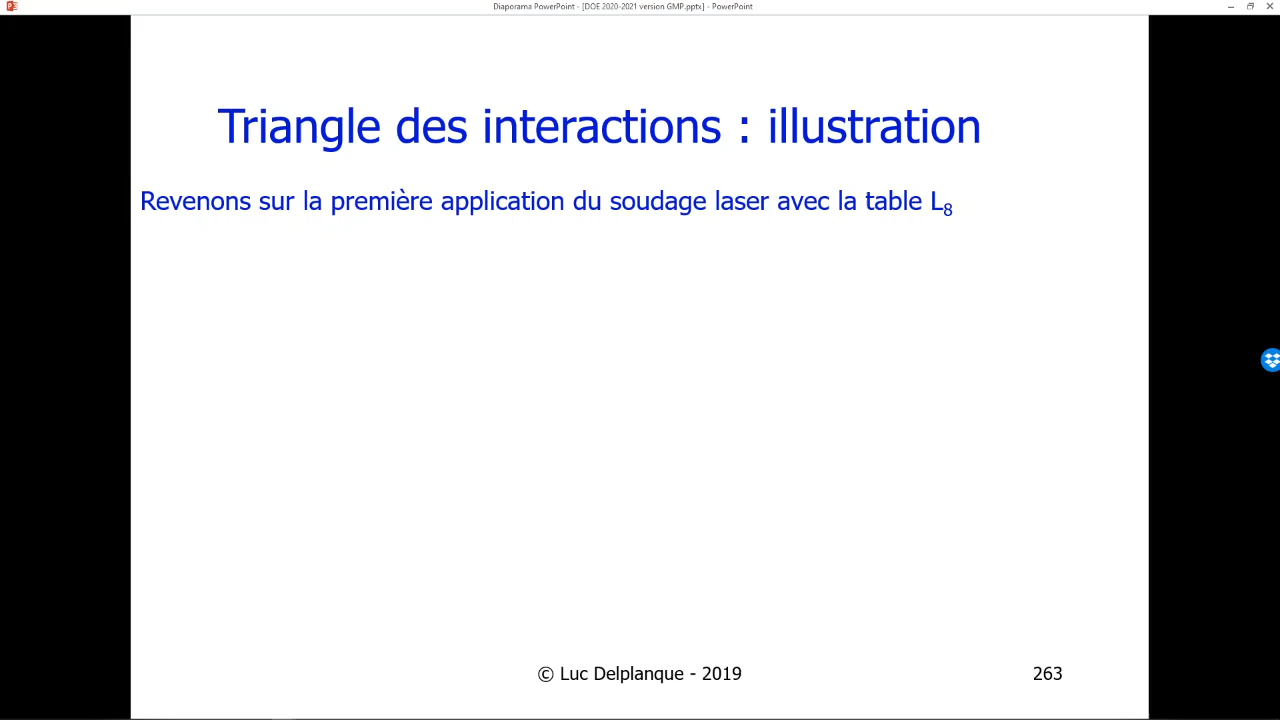 Diaporama PowerPoint - [DOE 2020-2021 version GMP.pptx] - PowerPoint
Triangle des interactions : illustration
Revenons sur la première application du soudage laser avec la table L₈
© Luc Delplanque - 2019
263